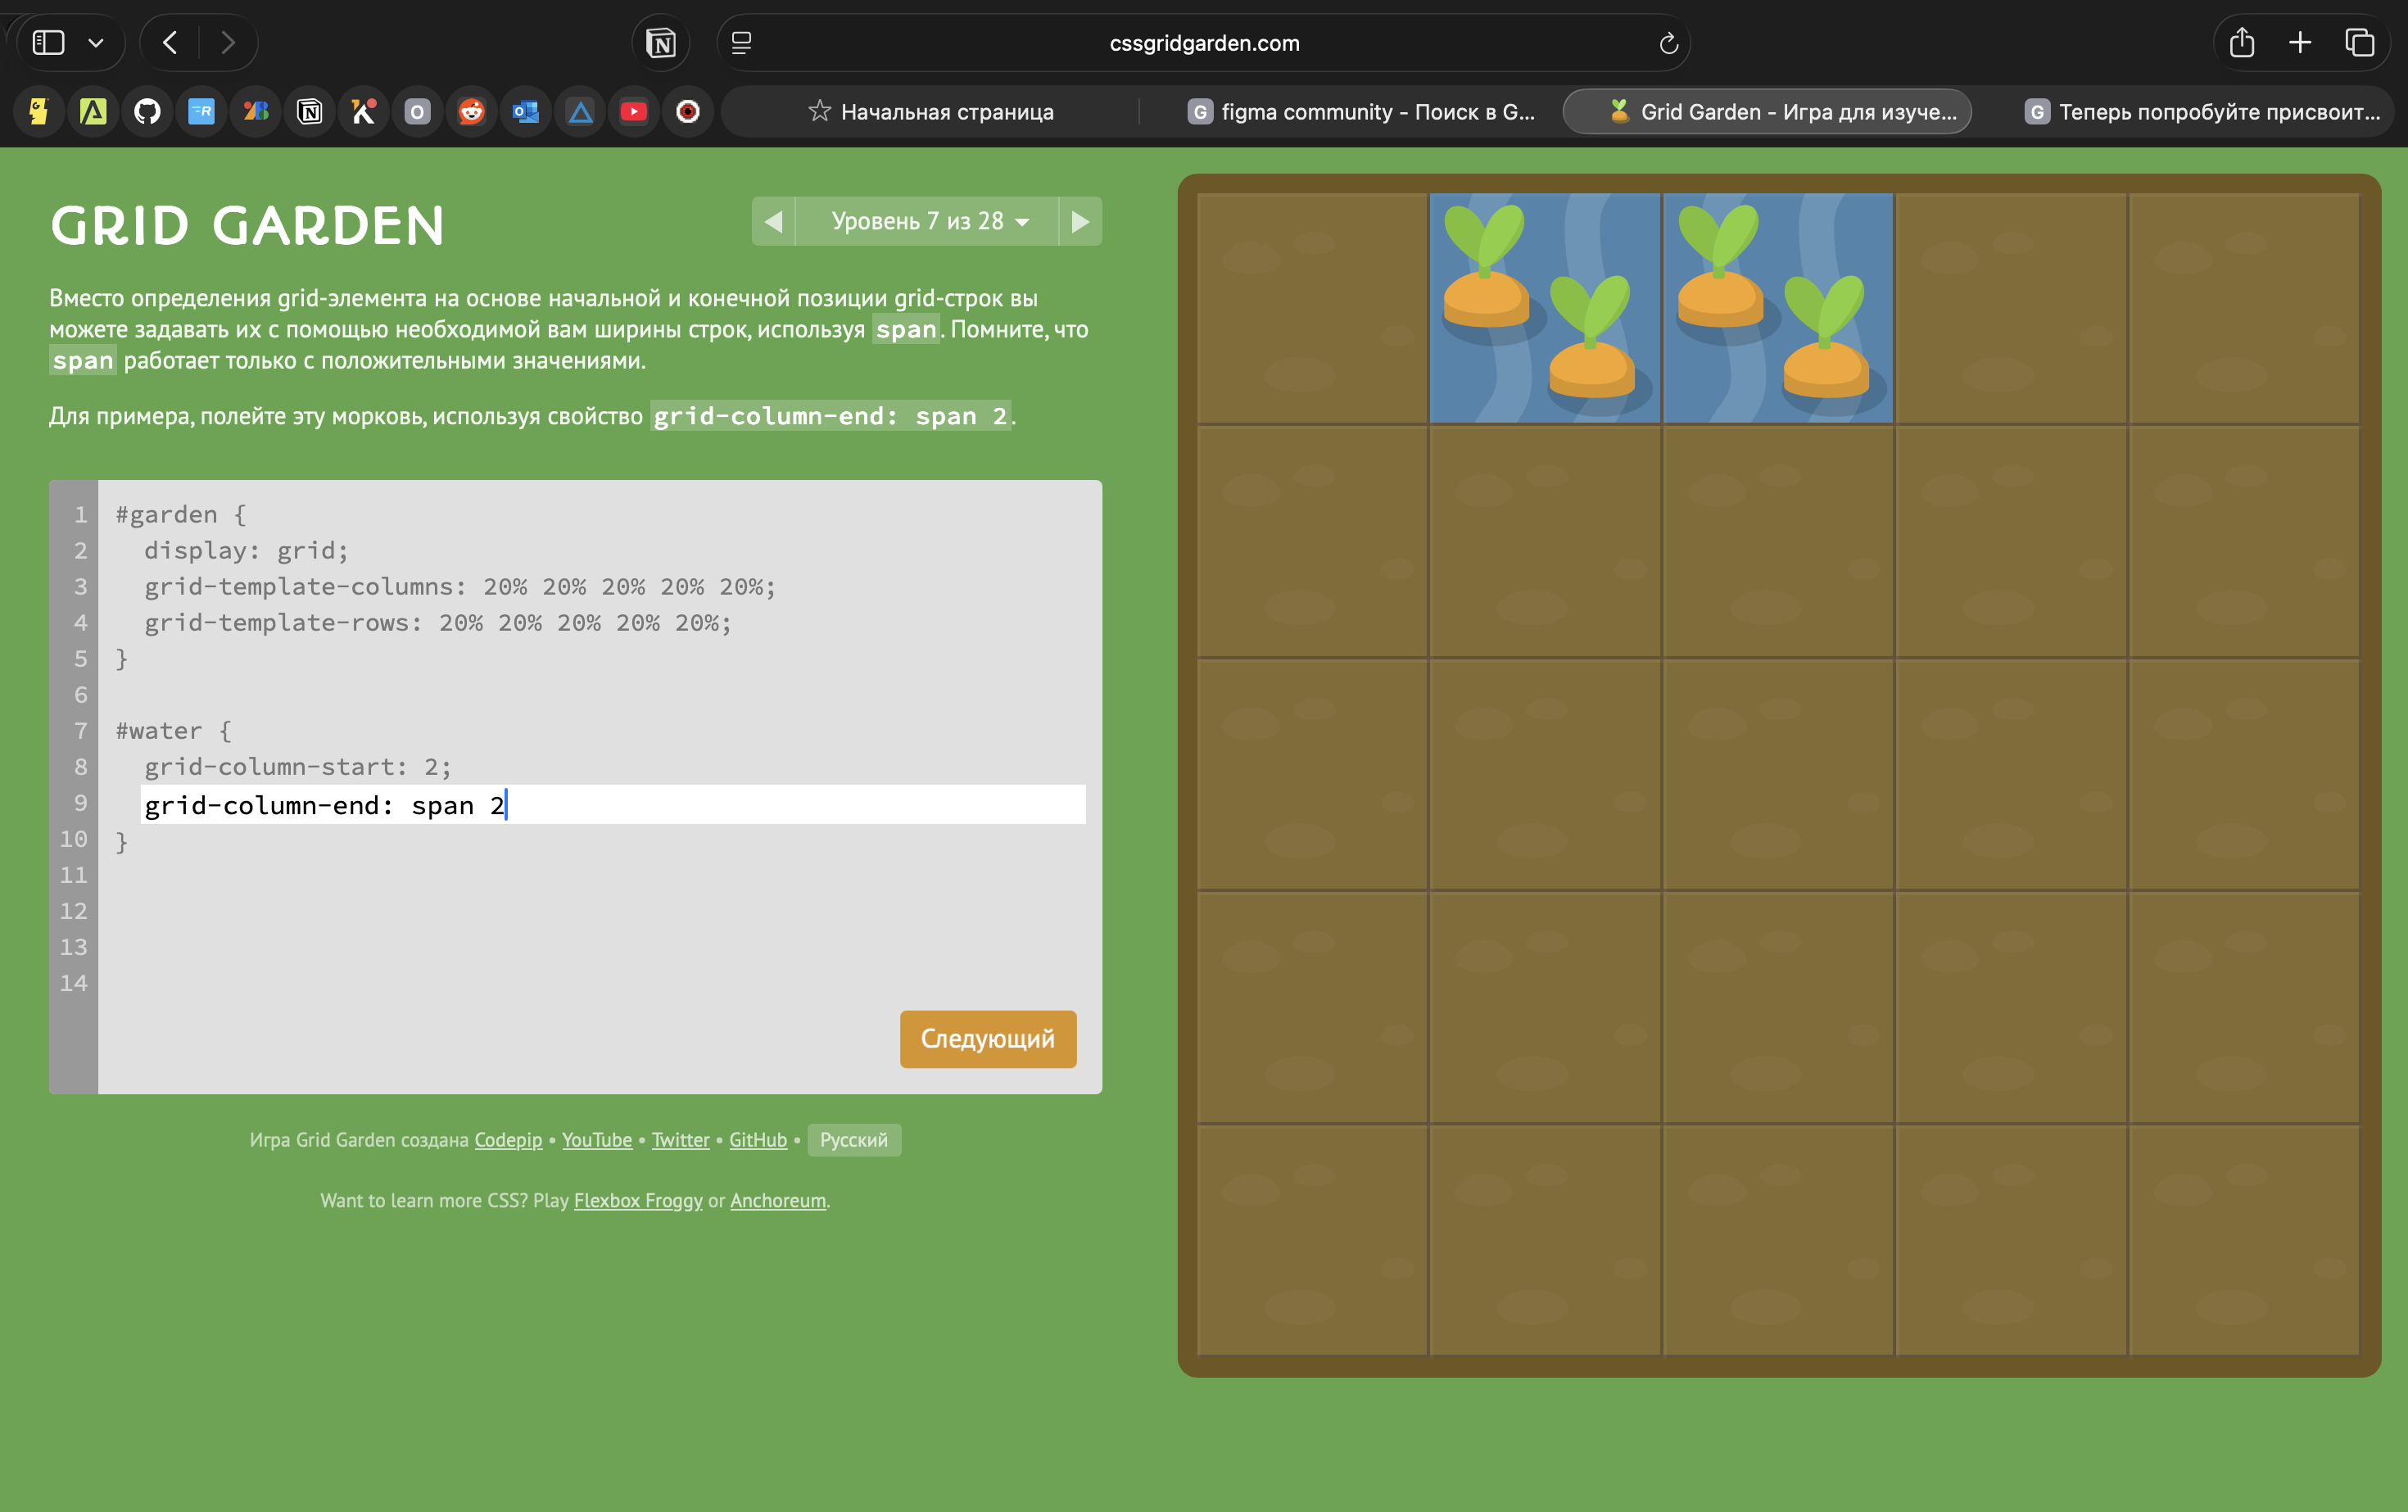 cssgridgarden.com
Начальная страница
figma community - Поиск в G...
Grid Garden - Игра для изуче...
Теперь попробуйте присвоит...
GRID GARDEN
Уровень 7 из 28
Вместо определения grid-элемента на основе начальной и конечной позиции grid-строк вы
можете задавать их с помощью необходимой вам ширины строк, используя span. Помните, что
span работает только с положительными значениями.
Для примера, полейте эту морковь, используя свойство grid-column-end: span 2.
1 #garden {
2 display: grid;
3 grid-template-columns: 20% 20% 20% 20% 20%;
4 grid-template-rows: 20% 20% 20% 20% 20%;
5 }
6
7 #water {
8 grid-column-start: 2;
9 grid-column-end: span 2
10 }
11
12
13
14
Следующий
Игра Grid Garden создана Codepip • YouTube • Twitter • GitHub • Русский
Want to learn more CSS? Play Flexbox Froggy or Anchoreum.